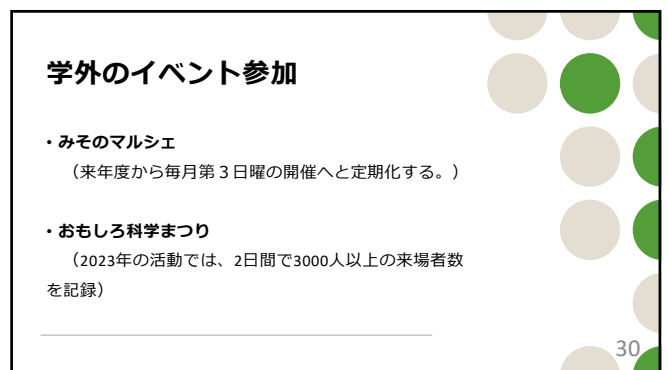 学外のイベント参加
・みそのマルシェ
（来年度から毎月第３日曜の開催へと定期化する。）
・おもしろ科学まつり
（2023年の活動では、2日間で3000人以上の来場者数
を記録）
30